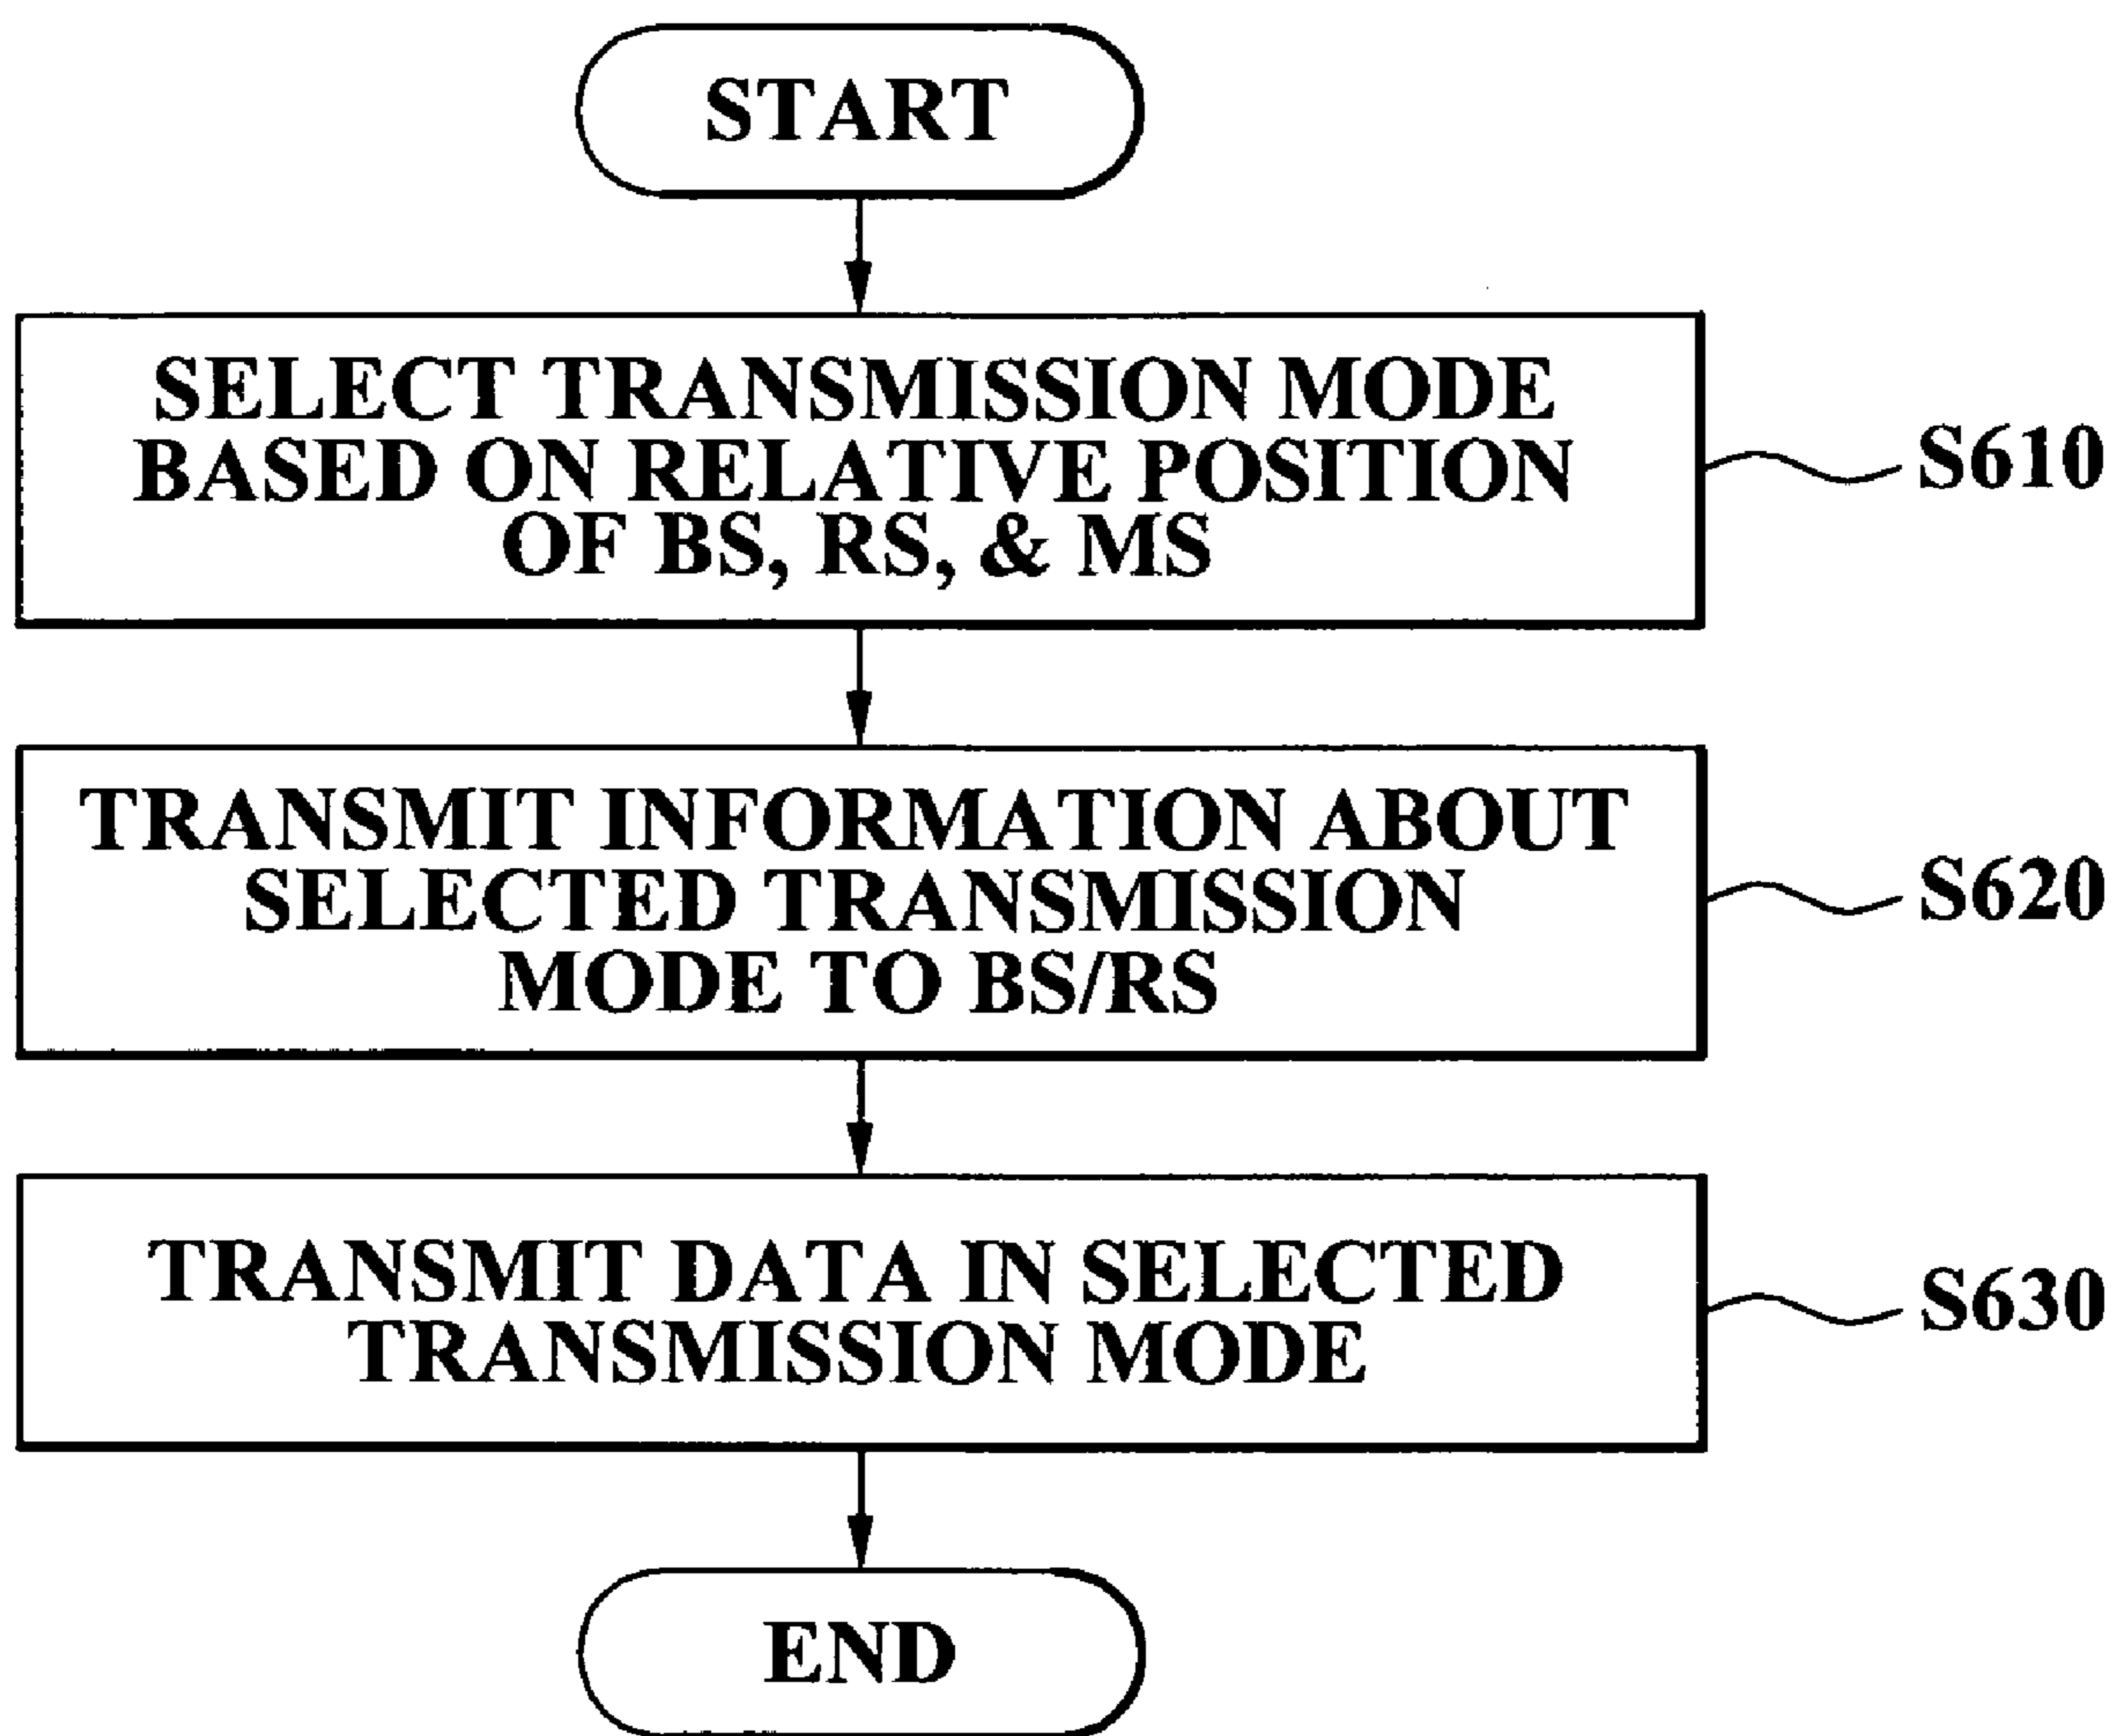 START
SELECT TRANSMISSION MODE
BASED ON RELATIVE POSITION
OF BS, RS, & MS
S610
TRANSMIT INFORMATION ABOUT
SELECTED TRANSMISSION
MODE TO BS/RS
S620
TRANSMIT DATA IN SELECTED
TRANSMISSION MODE
S630
END